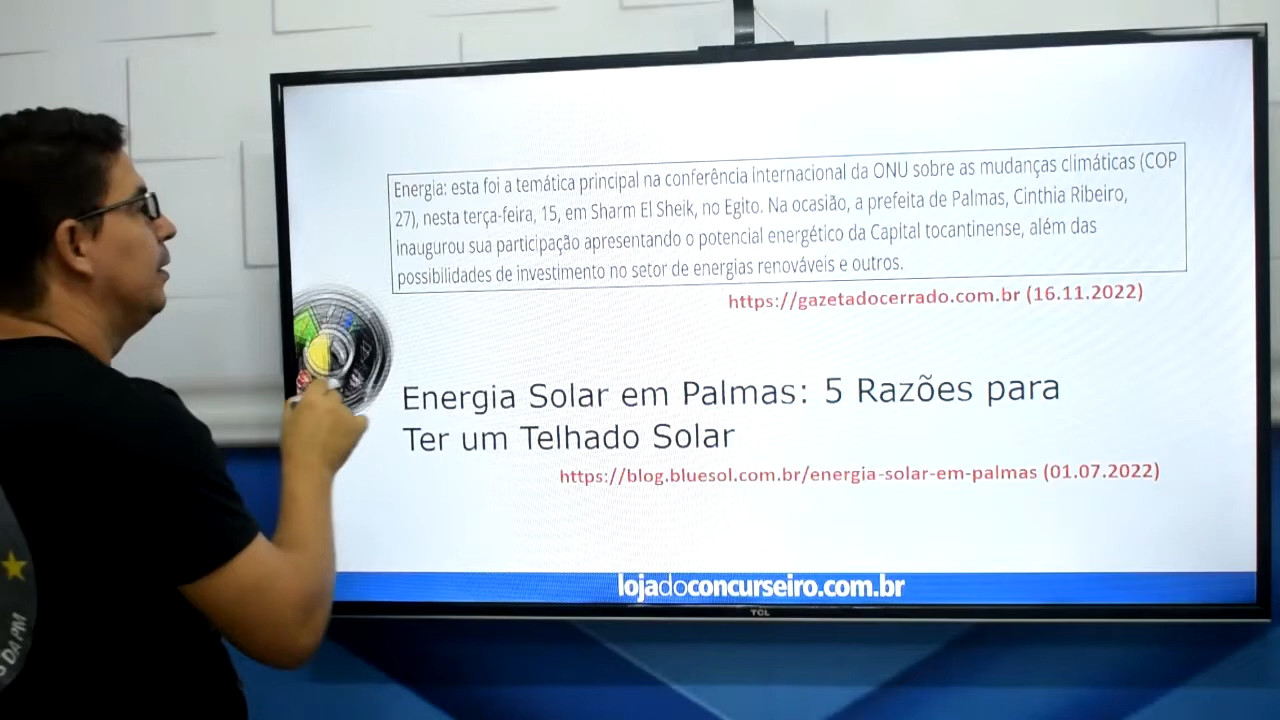 Energia: esta foi a temática principal na conferência internacional da ONU sobre as mudanças climáticas (COP
27), nesta terça-feira, 15, em Sharm El Sheik, no Egito. Na ocasião, a prefeita de Palmas, Cinthia Ribeiro,
inaugurou sua participação apresentando o potencial energético da Capital tocantinense, além das
possibilidades de investimento no setor de energias renováveis e outros.
https://gazetadocerrado.com.br (16.11.2022)
Energia Solar em Palmas: 5 Razões para
Ter um Telhado Solar
https://blog.bluesol.com.br/energia-solar-em-palmas (01.07.2022)
lojadoconcurseiro.com.br
TCL
DA PM